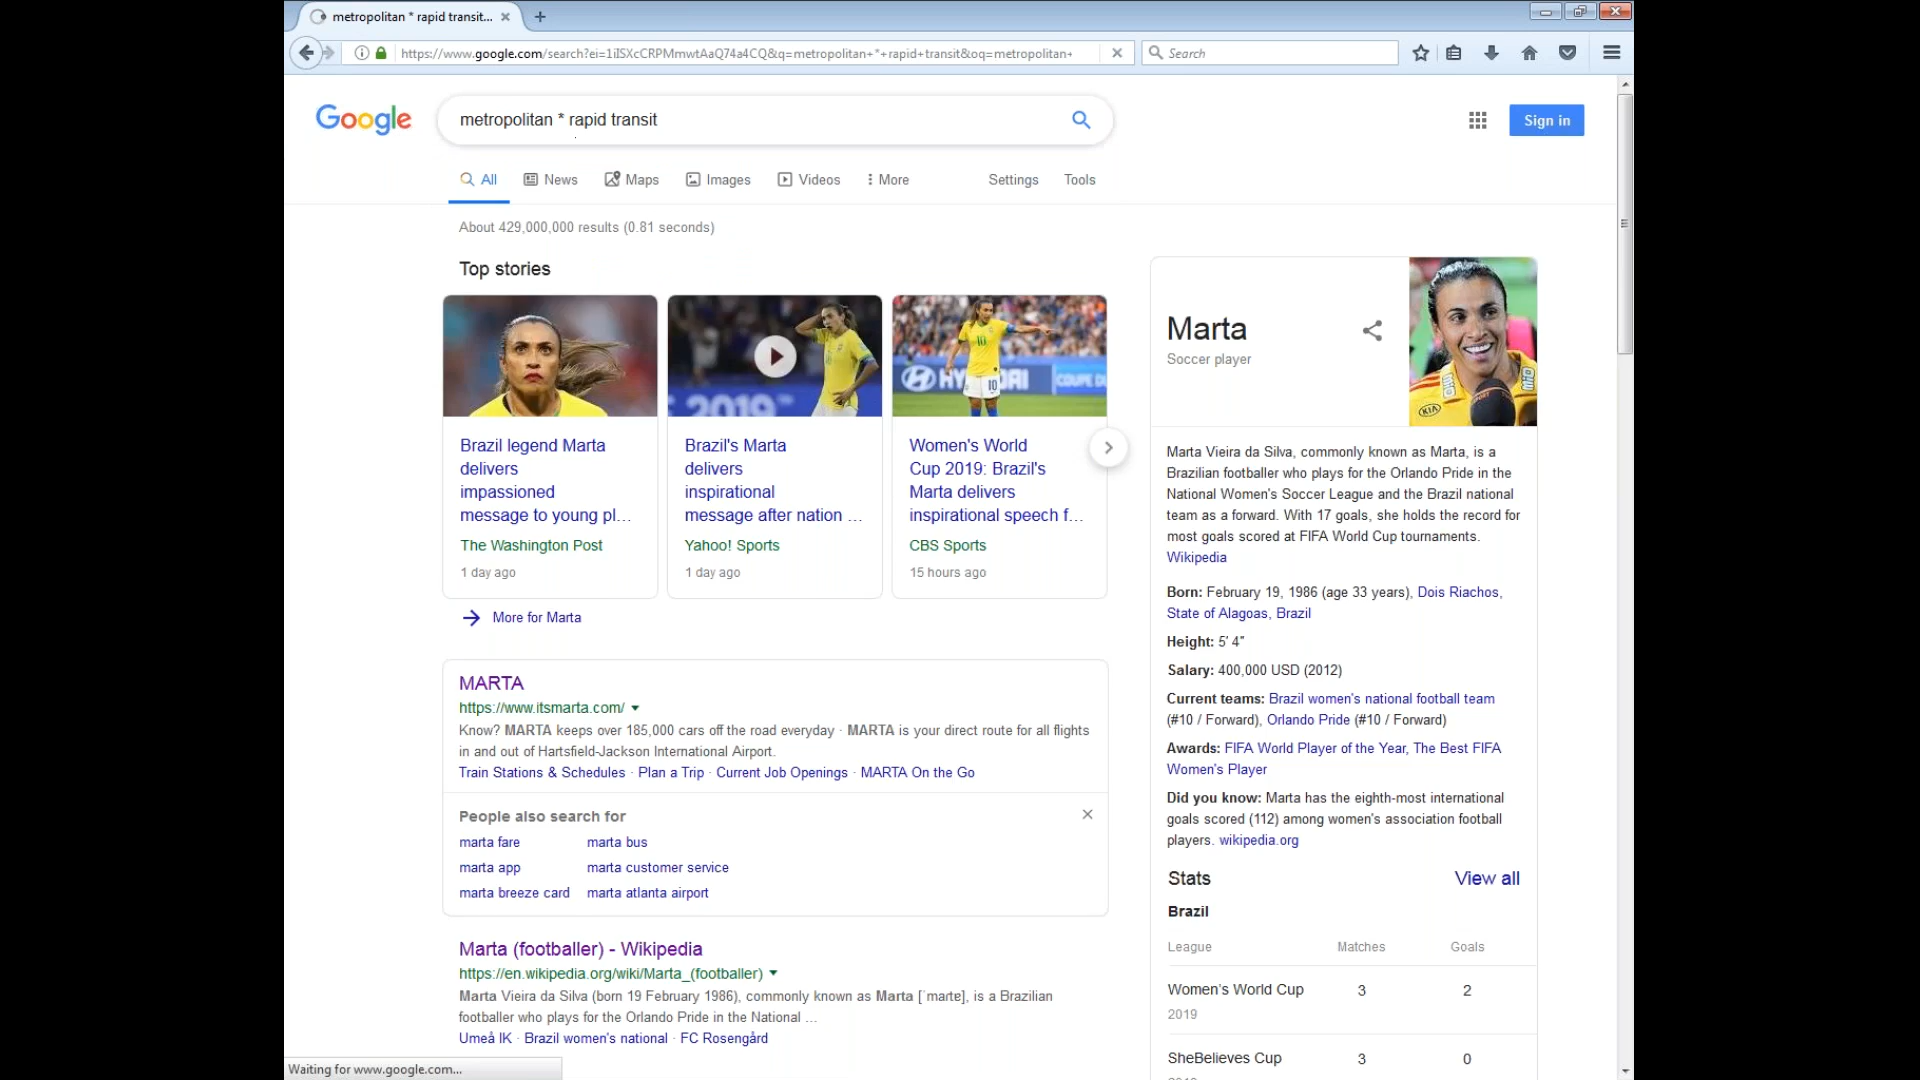 metropolitan * rapid transit...
https://www.google.com/search?ei=1iISXcCRPMmwtAaQ74a4CQ&q=metropolitan+*+rapid+transit&oq=metropolitan+
Search
Google
metropolitan * rapid transit
Sign in
All News Maps Images Videos More Settings Tools
About 429,000,000 results (0.81 seconds)
Top stories
HYUNDAI
COUPE DU
2019™
10
10
Brazil legend Marta
delivers
impassioned
message to young pl...
The Washington Post
1 day ago
Brazil's Marta
delivers
inspirational
message after nation ...
Yahoo! Sports
1 day ago
Women's World
Cup 2019: Brazil's
Marta delivers
inspirational speech f...
CBS Sports
15 hours ago
More for Marta
MARTA
https://www.itsmarta.com/
Know? MARTA keeps over 185,000 cars off the road everyday · MARTA is your direct route for all flights
in and out of Hartsfield-Jackson International Airport.
Train Stations & Schedules · Plan a Trip · Current Job Openings · MARTA On the Go
People also search for
marta fare marta bus
marta app marta customer service
marta breeze card marta atlanta airport
Marta (footballer) - Wikipedia
https://en.wikipedia.org/wiki/Marta_(footballer)
Marta Vieira da Silva (born 19 February 1986), commonly known as Marta [ˈmaʁtɐ], is a Brazilian
footballer who plays for the Orlando Pride in the National ...
Umeå IK · Brazil women's national · FC Rosengård
Marta
Soccer player
KIA
Marta Vieira da Silva, commonly known as Marta, is a
Brazilian footballer who plays for the Orlando Pride in the
National Women's Soccer League and the Brazil national
team as a forward. With 17 goals, she holds the record for
most goals scored at FIFA World Cup tournaments.
Wikipedia
Born: February 19, 1986 (age 33 years), Dois Riachos,
State of Alagoas, Brazil
Height: 5′ 4″
Salary: 400,000 USD (2012)
Current teams: Brazil women's national football team
(#10 / Forward), Orlando Pride (#10 / Forward)
Awards: FIFA World Player of the Year, The Best FIFA
Women's Player
Did you know: Marta has the eighth-most international
goals scored (112) among women's association football
players. wikipedia.org
Stats View all
Brazil
League Matches Goals
Women's World Cup 3 2
2019
SheBelieves Cup 3 0
Waiting for www.google.com...